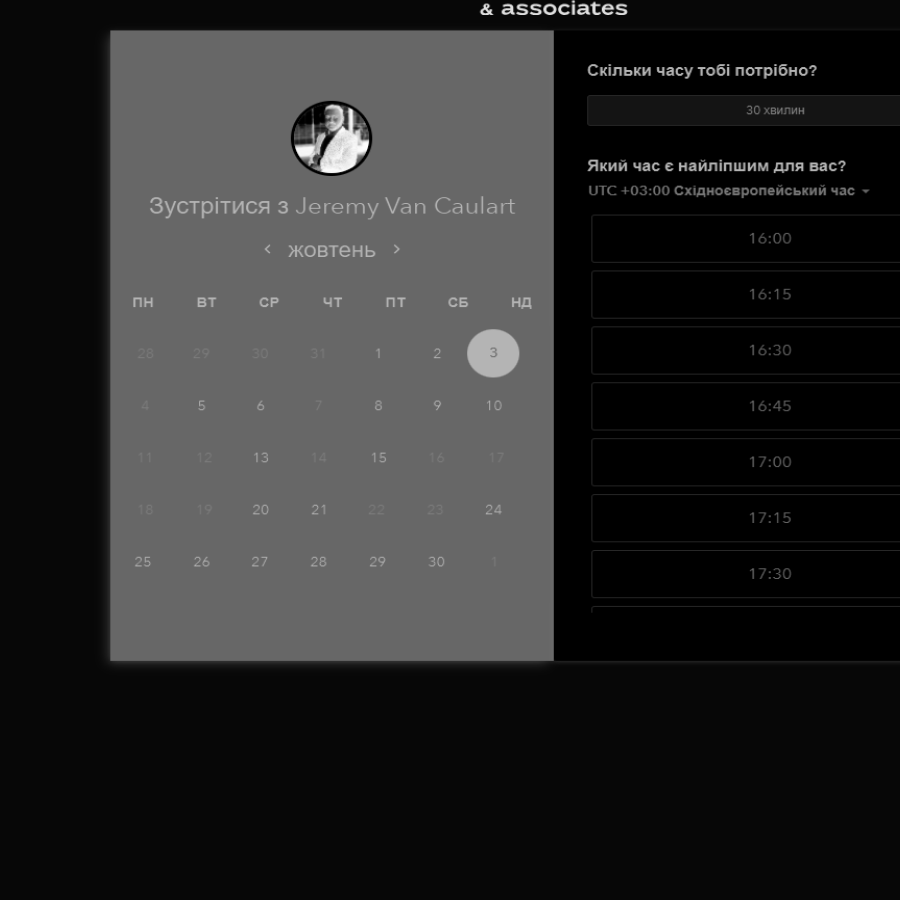 & associates
Зустрітися з Jeremy Van Caulart
жовтень
ПН ВТ СР ЧТ ПТ СБ НД
28 29 30 31 1 2 3
4 5 6 7 8 9 10
11 12 13 14 15 16 17
18 19 20 21 22 23 24
25 26 27 28 29 30 1
Скільки часу тобі потрібно?
30 хвилин
Який час є найліпшим для вас?
UTC +03:00 Східноєвропейський час
16:00
16:15
16:30
16:45
17:00
17:15
17:30